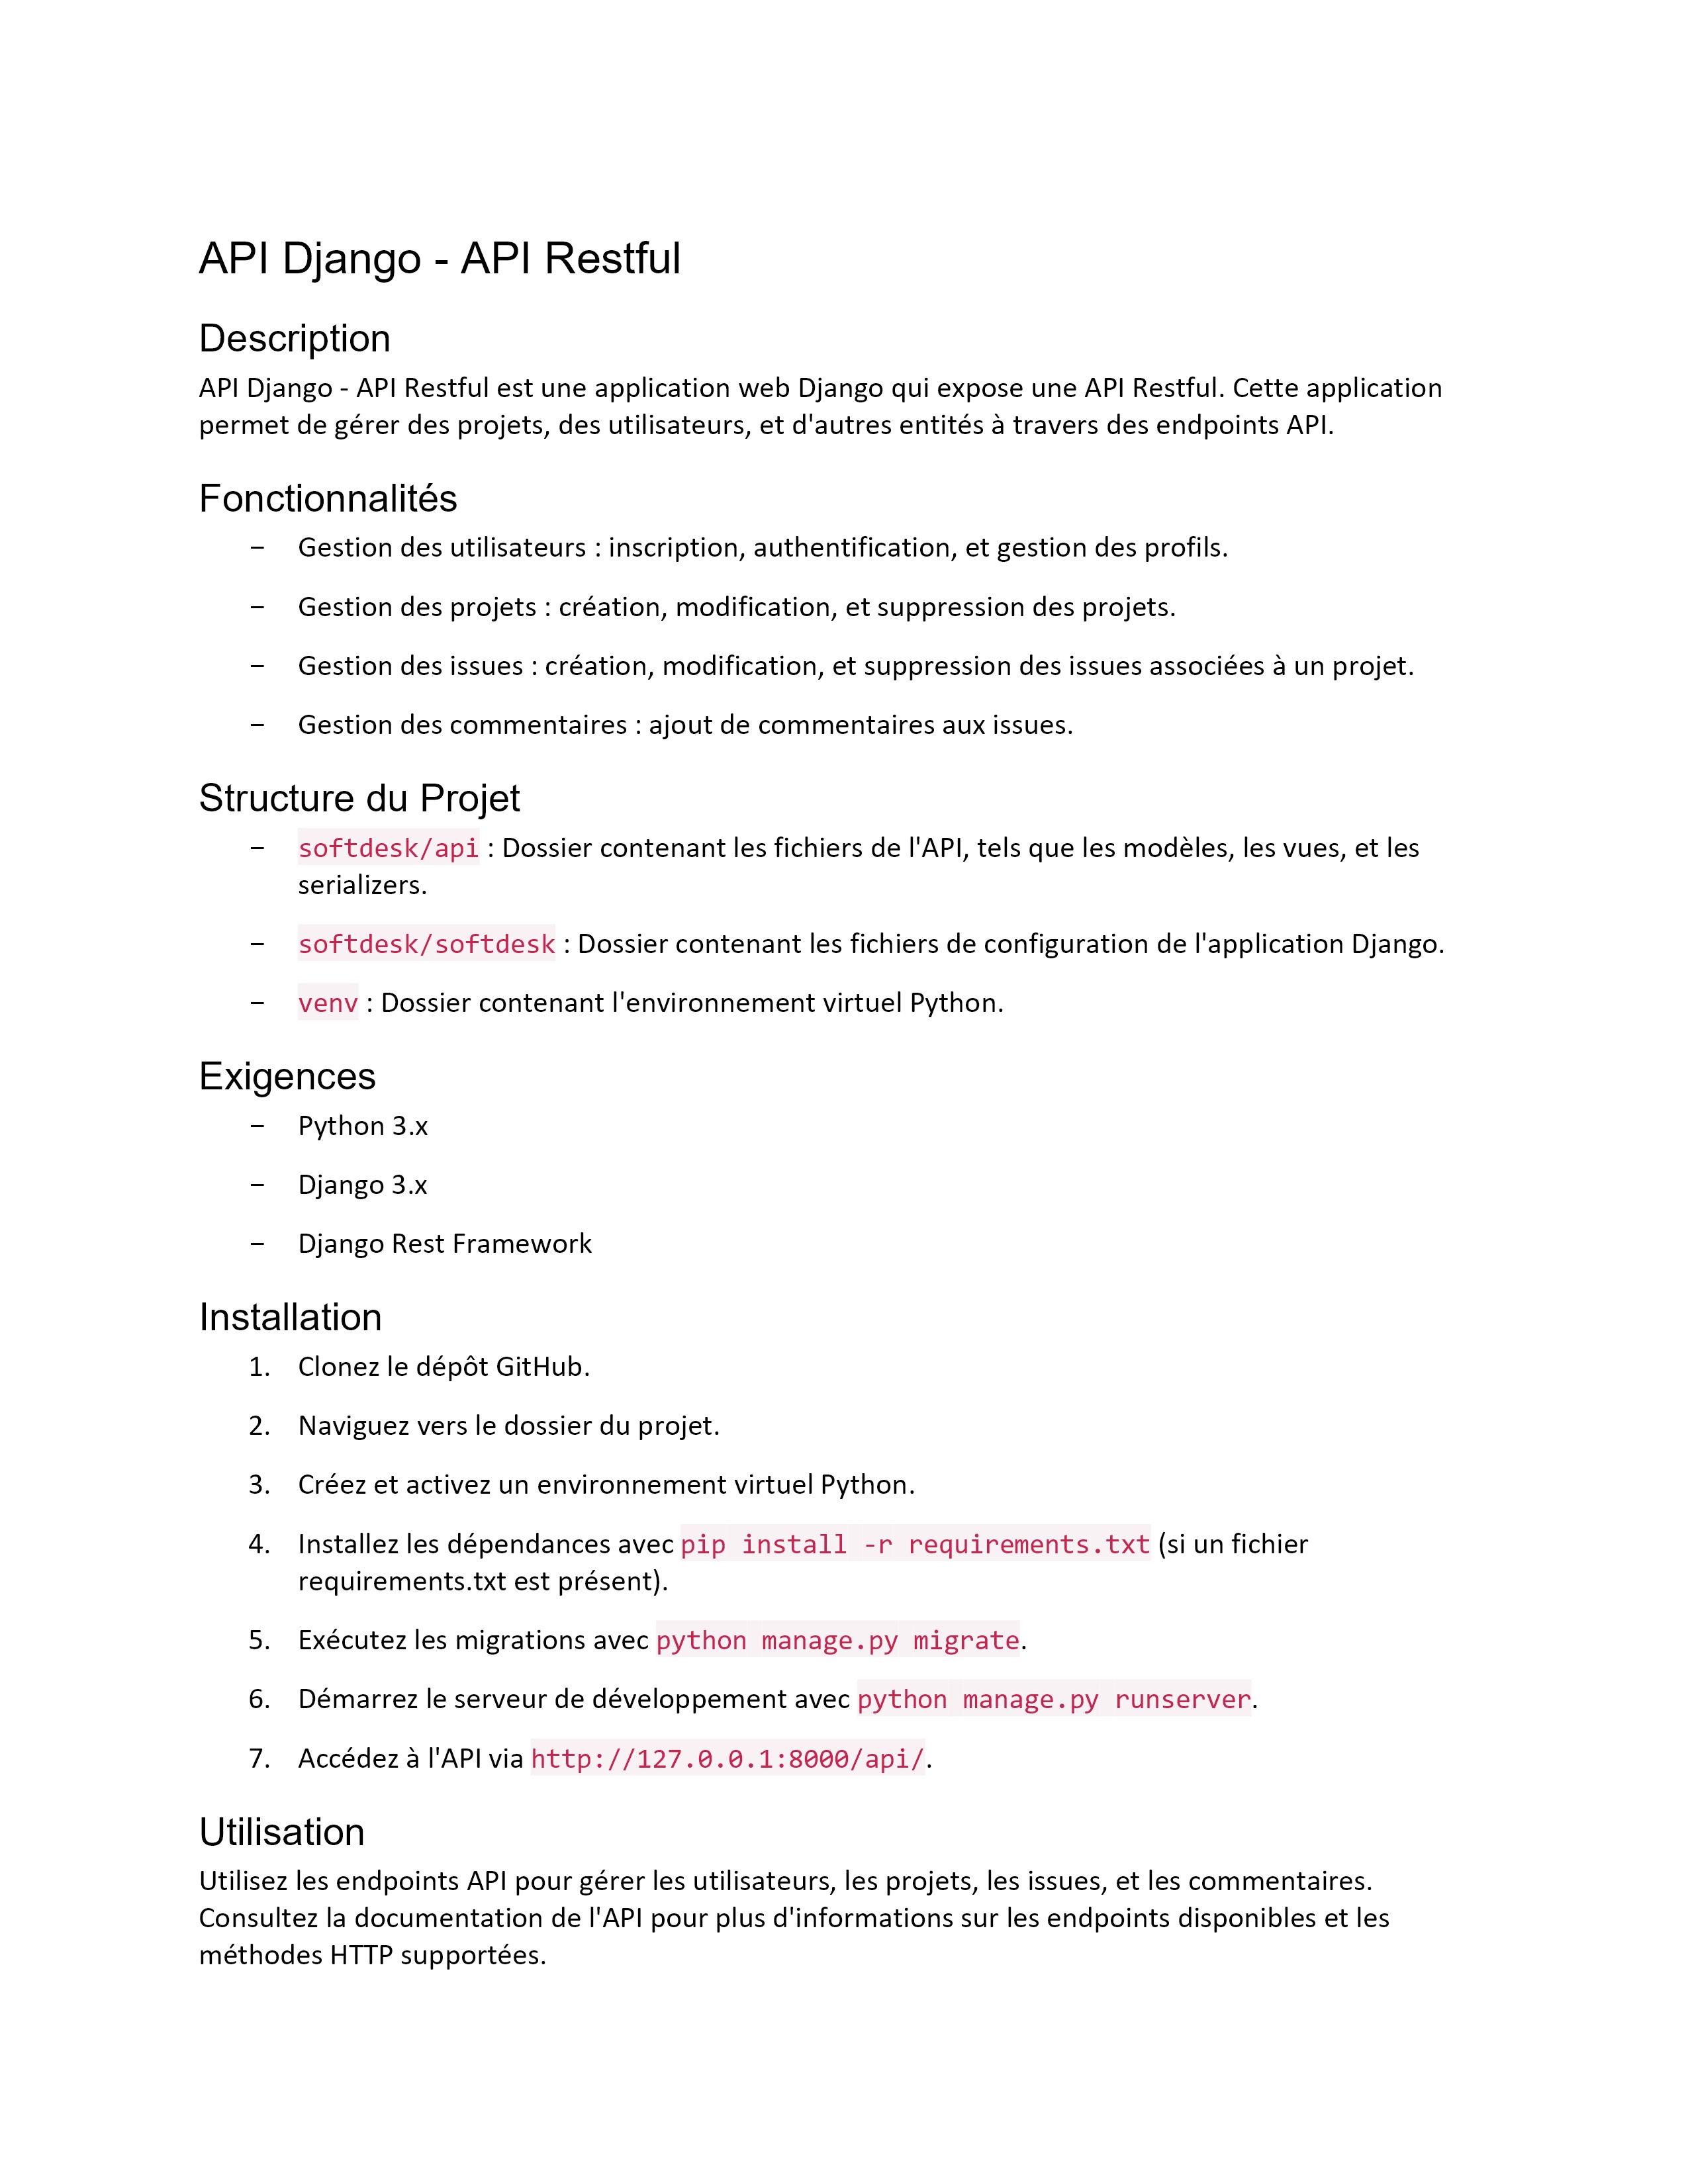 API Django - API Restful
Description
API Django - API Restful est une application web Django qui expose une API Restful. Cette application
permet de gérer des projets, des utilisateurs, et d'autres entités à travers des endpoints API.
Fonctionnalités
– Gestion des utilisateurs : inscription, authentification, et gestion des profils.
– Gestion des projets : création, modification, et suppression des projets.
– Gestion des issues : création, modification, et suppression des issues associées à un projet.
– Gestion des commentaires : ajout de commentaires aux issues.
Structure du Projet
– softdesk/api : Dossier contenant les fichiers de l'API, tels que les modèles, les vues, et les
serializers.
– softdesk/softdesk : Dossier contenant les fichiers de configuration de l'application Django.
– venv : Dossier contenant l'environnement virtuel Python.
Exigences
– Python 3.x
– Django 3.x
– Django Rest Framework
Installation
1. Clonez le dépôt GitHub.
2. Naviguez vers le dossier du projet.
3. Créez et activez un environnement virtuel Python.
4. Installez les dépendances avec pip install -r requirements.txt (si un fichier
requirements.txt est présent).
5. Exécutez les migrations avec python manage.py migrate.
6. Démarrez le serveur de développement avec python manage.py runserver.
7. Accédez à l'API via http://127.0.0.1:8000/api/.
Utilisation
Utilisez les endpoints API pour gérer les utilisateurs, les projets, les issues, et les commentaires.
Consultez la documentation de l'API pour plus d'informations sur les endpoints disponibles et les
méthodes HTTP supportées.